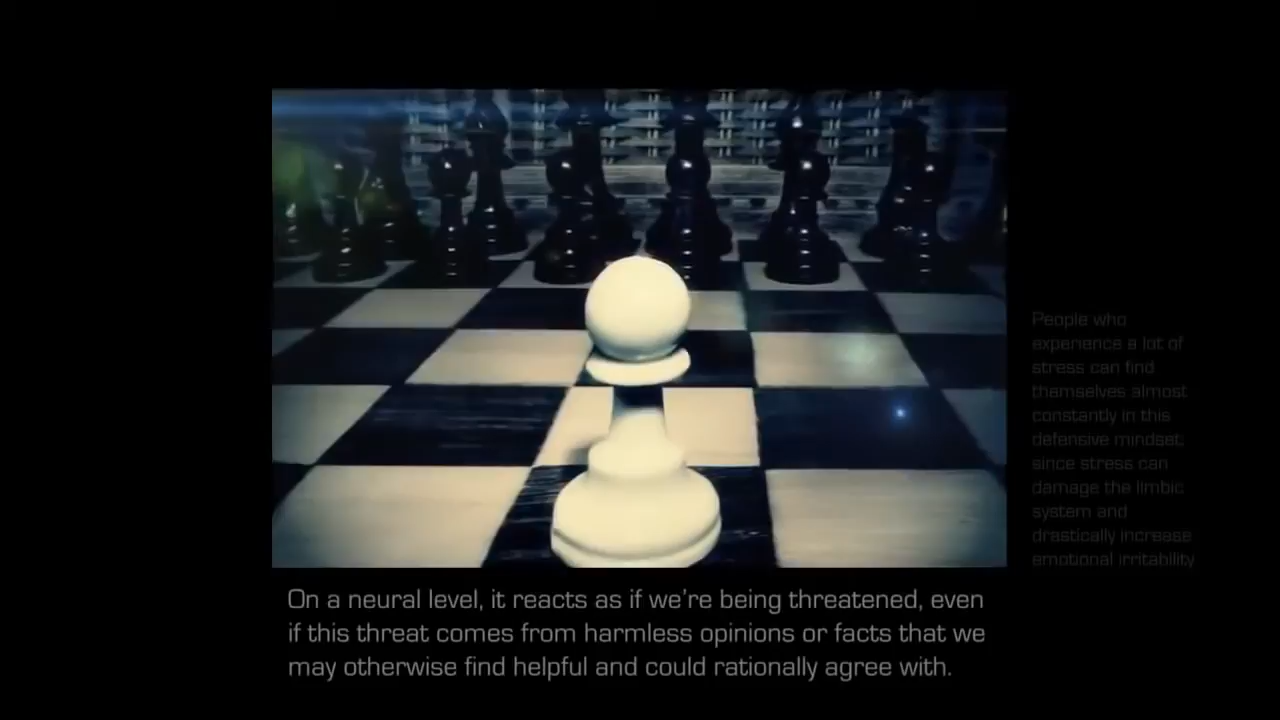 People who
experience a lot of
stress can find
themselves almost
constantly in this
defensive mindset,
since stress can
damage the limbic
system and
drastically increase
emotional irritability
On a neural level, it reacts as if we're being threatened, even
if this threat comes from harmless opinions or facts that we
may otherwise find helpful and could rationally agree with.